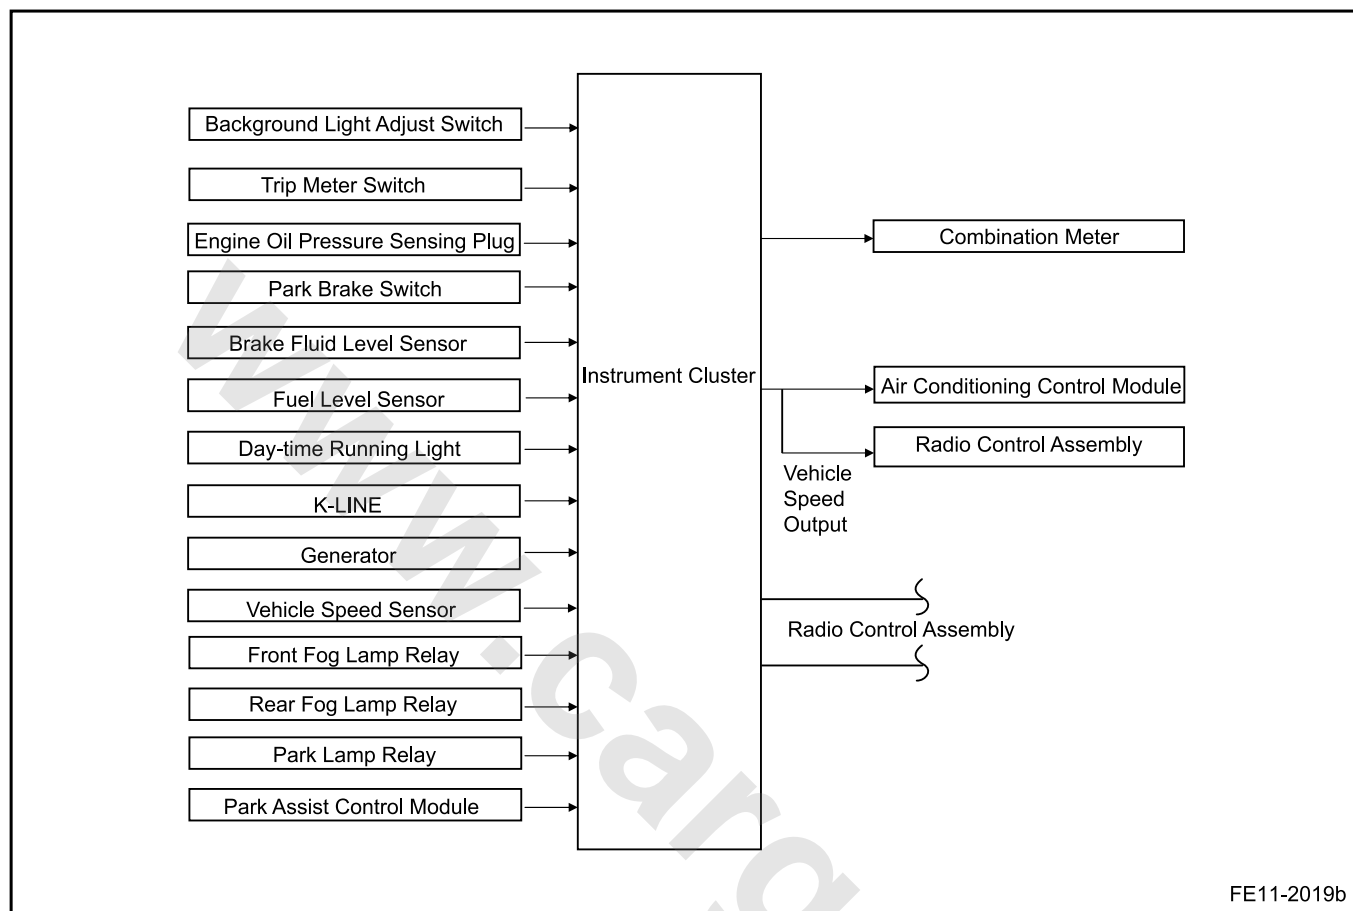 Background Light Adjust Switch
Trip Meter Switch
Engine Oil Pressure Sensing Plug
Park Brake Switch
Brake Fluid Level Sensor
Fuel Level Sensor
Day-time Running Light
K-LINE
Generator
Vehicle Speed Sensor
Front Fog Lamp Relay
Rear Fog Lamp Relay
Park Lamp Relay
Park Assist Control Module
Instrument Cluster
Combination Meter
Air Conditioning Control Module
Radio Control Assembly
Vehicle
Speed
Output
Radio Control Assembly
FE11-2019b
www.carg